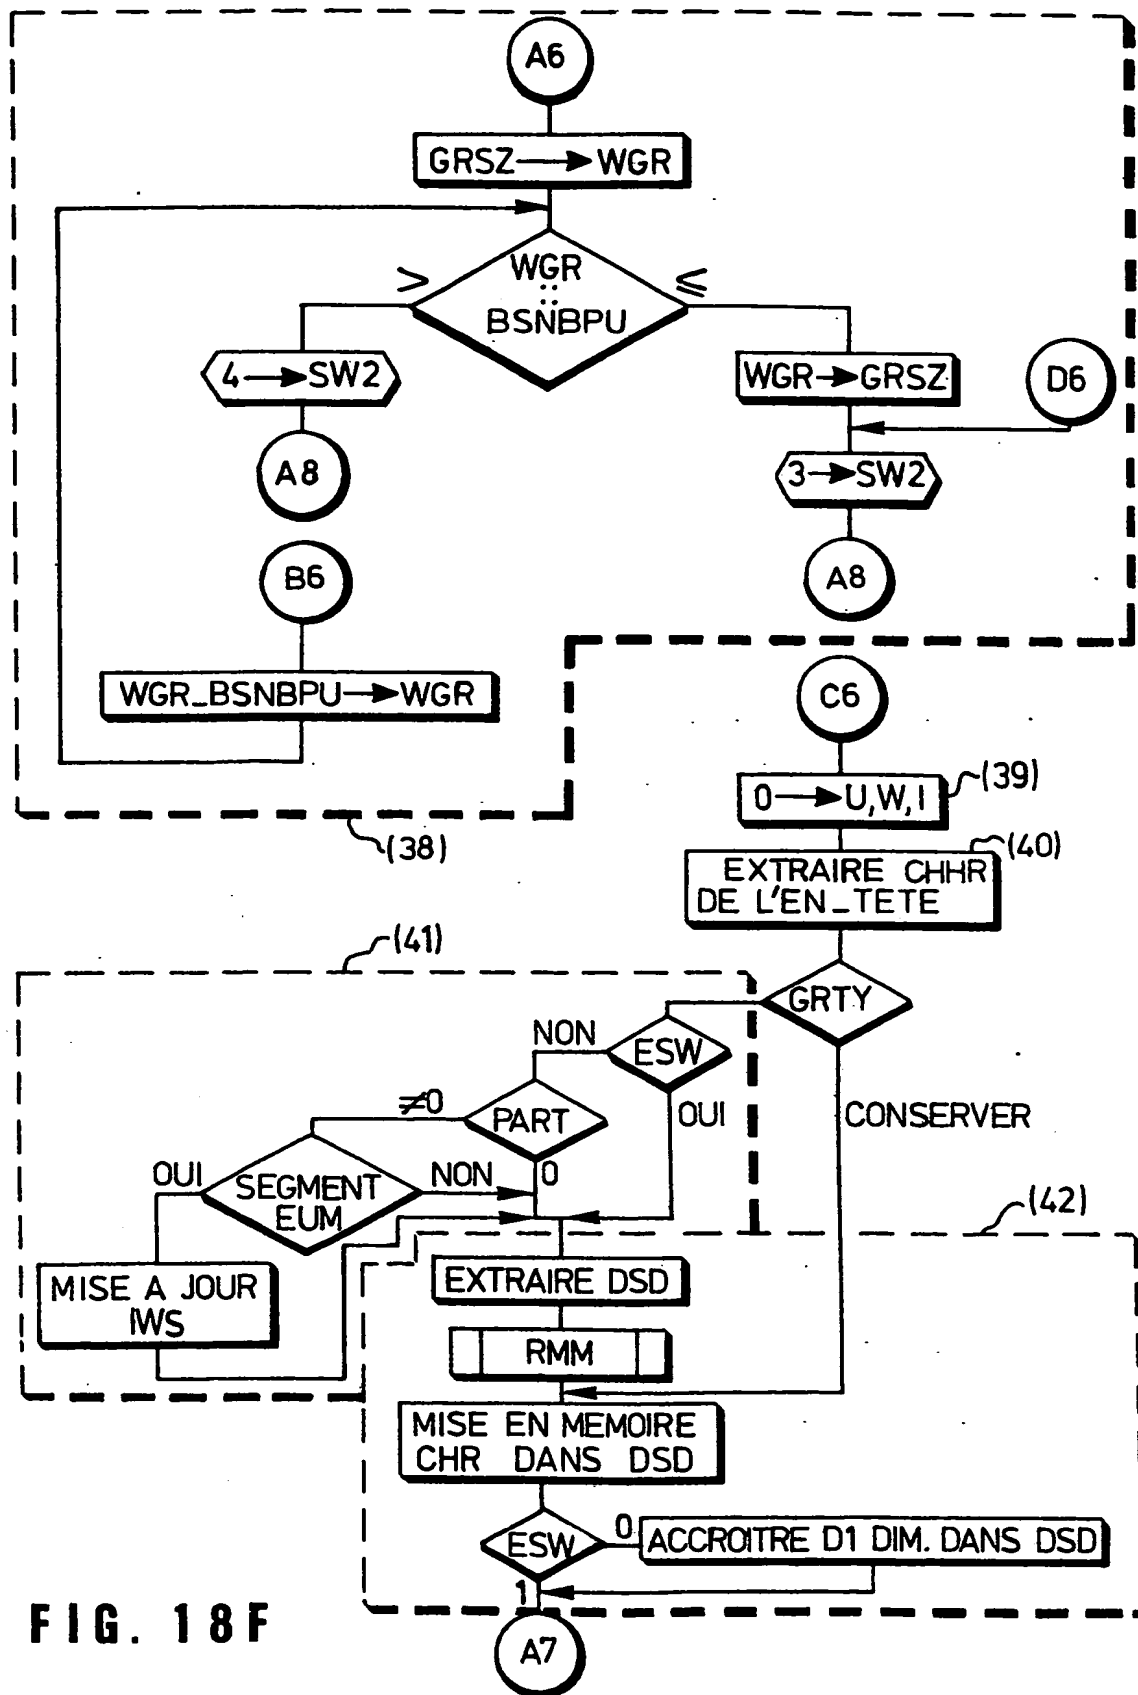 A6
GRSZ→WGR
WGR
::
BSNBPU
>
≤
4→SW2
WGR→GRSZ
D6
A8
3→SW2
B6
A8
WGR_BSNBPU→WGR
C6
0→U,W,I
(39)
(38)
EXTRAIRE CHHR
DE L'EN_TETE
(40)
(41)
GRTY
NON
ESW
≠0
PART
OUI
CONSERVER
OUI
SEGMENT
EUM
NON
0
(42)
MISE A JOUR
IWS
EXTRAIRE DSD
RMM
MISE EN MEMOIRE
CHR DANS DSD
ESW
0
ACCROITRE D1 DIM. DANS DSD
1
A7
FIG. 18F